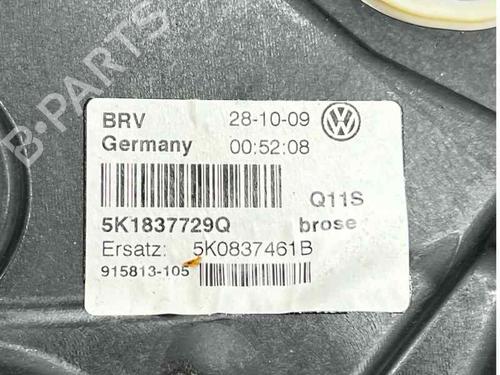 B-PARTS
BRV 28-10-09
Germany 00:52:08
Q11S
5K1837729Q brose
Ersatz: 5K0837461B
915813-105